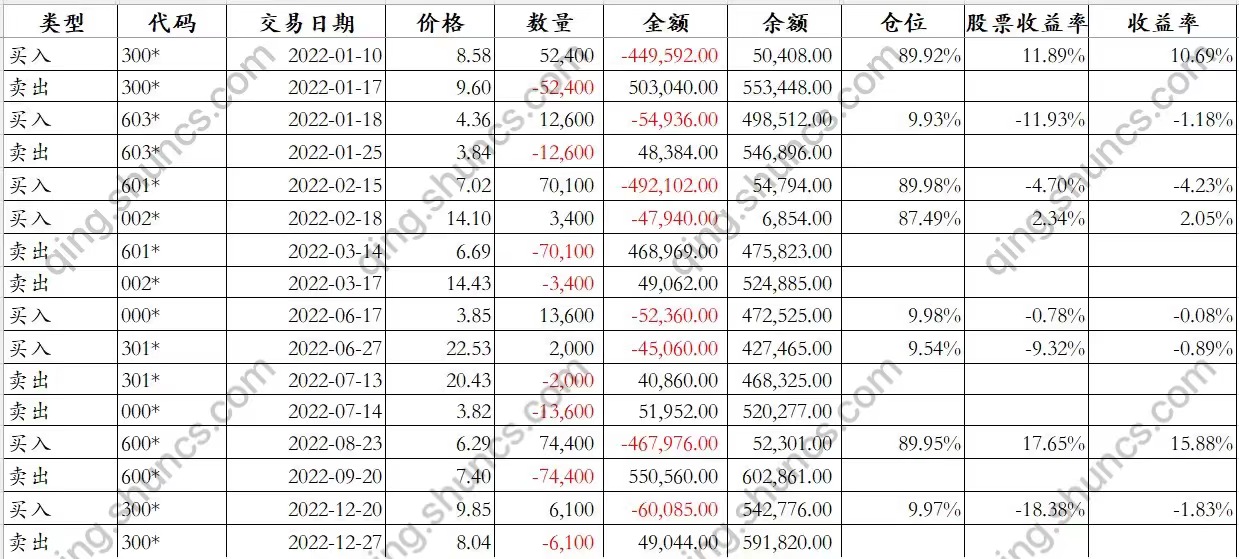 类型 代码 交易日期 价格 数量 金额 余额 仓位 股票收益率 收益率
买入 300* 2022-01-10 8.58 52,400 -449,592.00 50,408.00 89.92% 11.89% 10.69%
卖出 300* 2022-01-17 9.60 -52,400 503,040.00 553,448.00
买入 603* 2022-01-18 4.36 12,600 -54,936.00 498,512.00 9.93% -11.93% -1.18%
卖出 603* 2022-01-25 3.84 -12,600 48,384.00 546,896.00
买入 601* 2022-02-15 7.02 70,100 -492,102.00 54,794.00 89.98% -4.70% -4.23%
买入 002* 2022-02-18 14.10 3,400 -47,940.00 6,854.00 87.49% 2.34% 2.05%
卖出 601* 2022-03-14 6.69 -70,100 468,969.00 475,823.00
卖出 002* 2022-03-17 14.43 -3,400 49,062.00 524,885.00
买入 000* 2022-06-17 3.85 13,600 -52,360.00 472,525.00 9.98% -0.78% -0.08%
买入 301* 2022-06-27 22.53 2,000 -45,060.00 427,465.00 9.54% -9.32% -0.89%
卖出 301* 2022-07-13 20.43 -2,000 40,860.00 468,325.00
卖出 000* 2022-07-14 3.82 -13,600 51,952.00 520,277.00
买入 600* 2022-08-23 6.29 74,400 -467,976.00 52,301.00 89.95% 17.65% 15.88%
卖出 600* 2022-09-20 7.40 -74,400 550,560.00 602,861.00
买入 300* 2022-12-20 9.85 6,100 -60,085.00 542,776.00 9.97% -18.38% -1.83%
卖出 300* 2022-12-27 8.04 -6,100 49,044.00 591,820.00
qing.shuncs.com
qing.shuncs.com
qing.shuncs.com
qing.shuncs.com
qing.shuncs.com
qing.shuncs.com